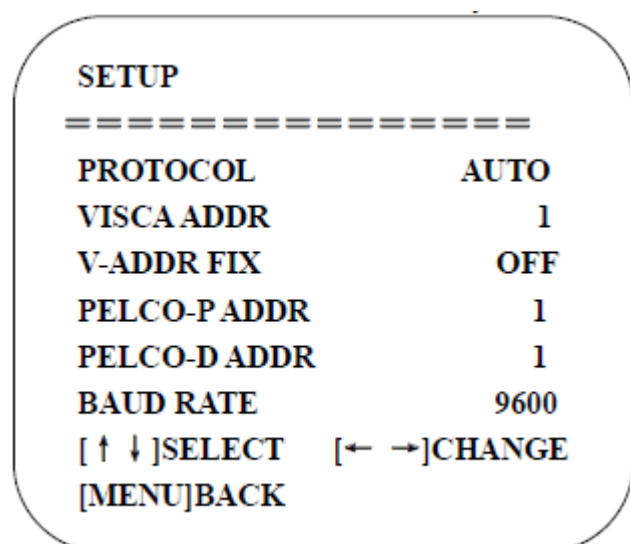 SETUP
================
PROTOCOL AUTO
VISCA ADDR 1
V-ADDR FIX OFF
PELCO-P ADDR 1
PELCO-D ADDR 1
BAUD RATE 9600
[↑ ↓]SELECT [← →]CHANGE
[MENU]BACK